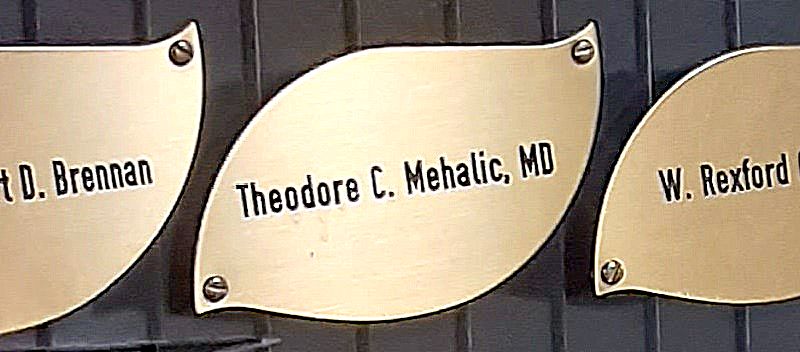 D. Brennan
Theodore C. Mehalic, MD
W. Rexford